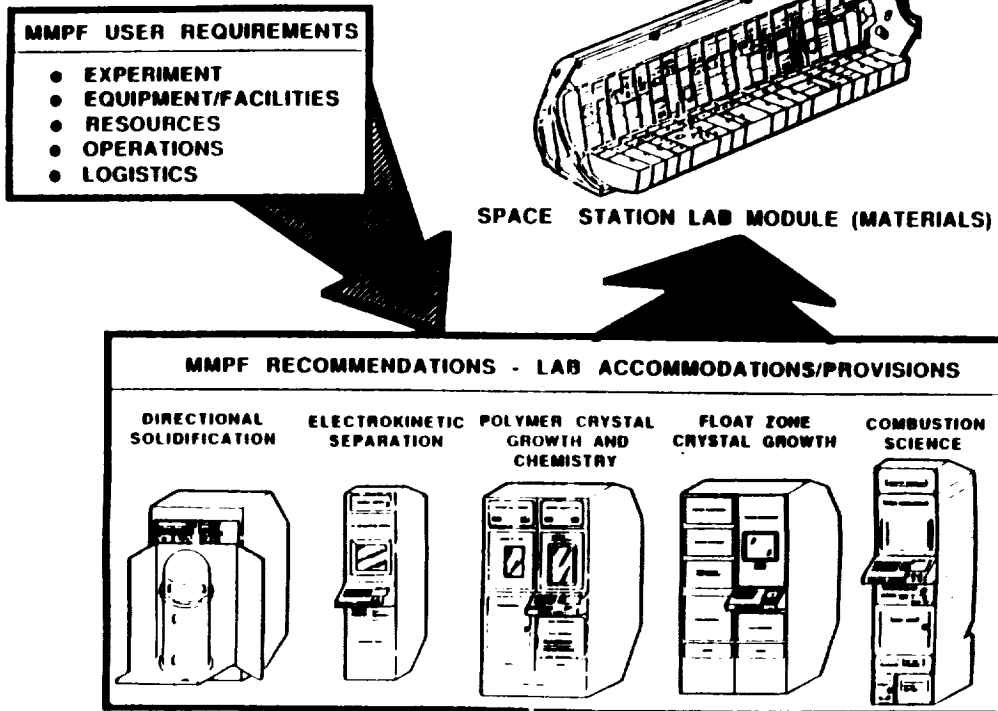 MMPF USER REQUIREMENTS
● EXPERIMENT
● EQUIPMENT/FACILITIES
● RESOURCES
● OPERATIONS
● LOGISTICS
SPACE STATION LAB MODULE (MATERIALS)
MMPF RECOMMENDATIONS - LAB ACCOMMODATIONS/PROVISIONS
DIRECTIONAL
SOLIDIFICATION
ELECTROKINETIC
SEPARATION
POLYMER CRYSTAL
GROWTH AND
CHEMISTRY
FLOAT ZONE
CRYSTAL GROWTH
COMBUSTION
SCIENCE